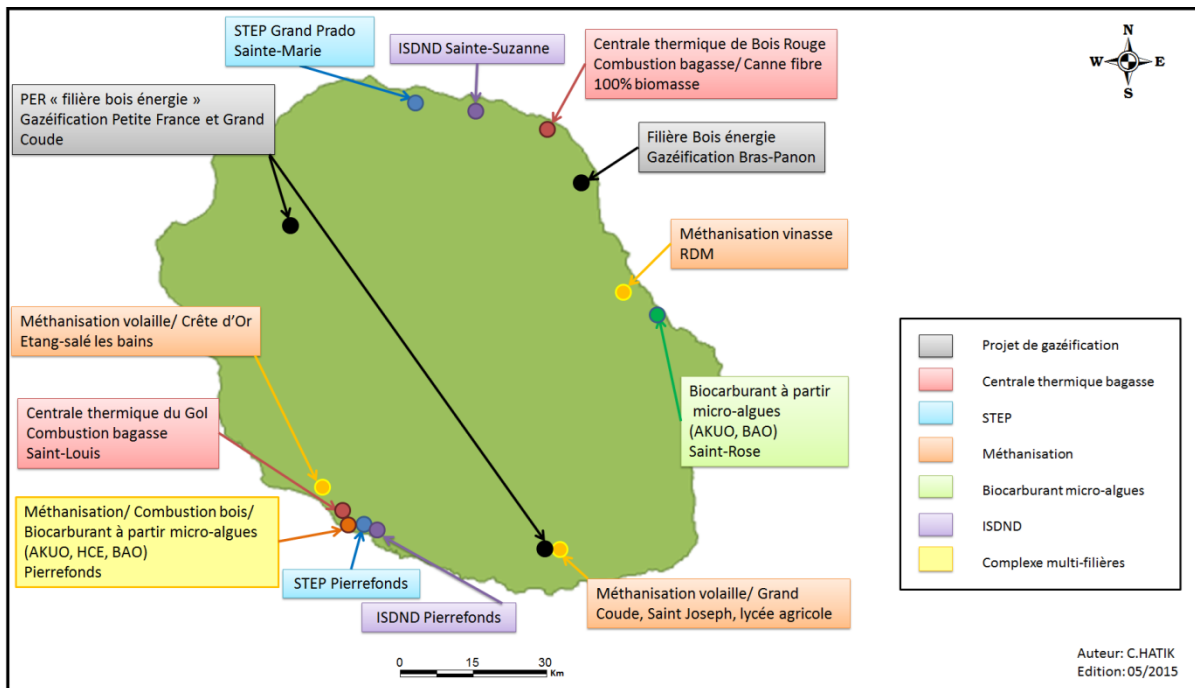 STEP Grand Prado
Sainte-Marie
ISDND Sainte-Suzanne
Centrale thermique de Bois Rouge
Combustion bagasse/ Canne fibre
100% biomasse
N
W
E
S
PER « filière bois énergie »
Gazéification Petite France et Grand
Coude
Filière Bois énergie
Gazéification Bras-Panon
Méthanisation vinasse
RDM
Méthanisation volaille/ Crête d'Or
Etang-salé les bains
Centrale thermique du Gol
Combustion bagasse
Saint-Louis
Biocarburant à partir
micro-algues
(AKUO, BAO)
Saint-Rose
Méthanisation/ Combustion bois/
Biocarburant à partir micro-algues
(AKUO, HCE, BAO)
Pierrefonds
STEP Pierrefonds
ISDND Pierrefonds
Méthanisation volaille/ Grand
Coude, Saint Joseph, lycée agricole
Projet de gazéification
Centrale thermique bagasse
STEP
Méthanisation
Biocarburant micro-algues
ISDND
Complexe multi-filières
0 15 30
Km
Auteur: C.HATIK
Edition: 05/2015